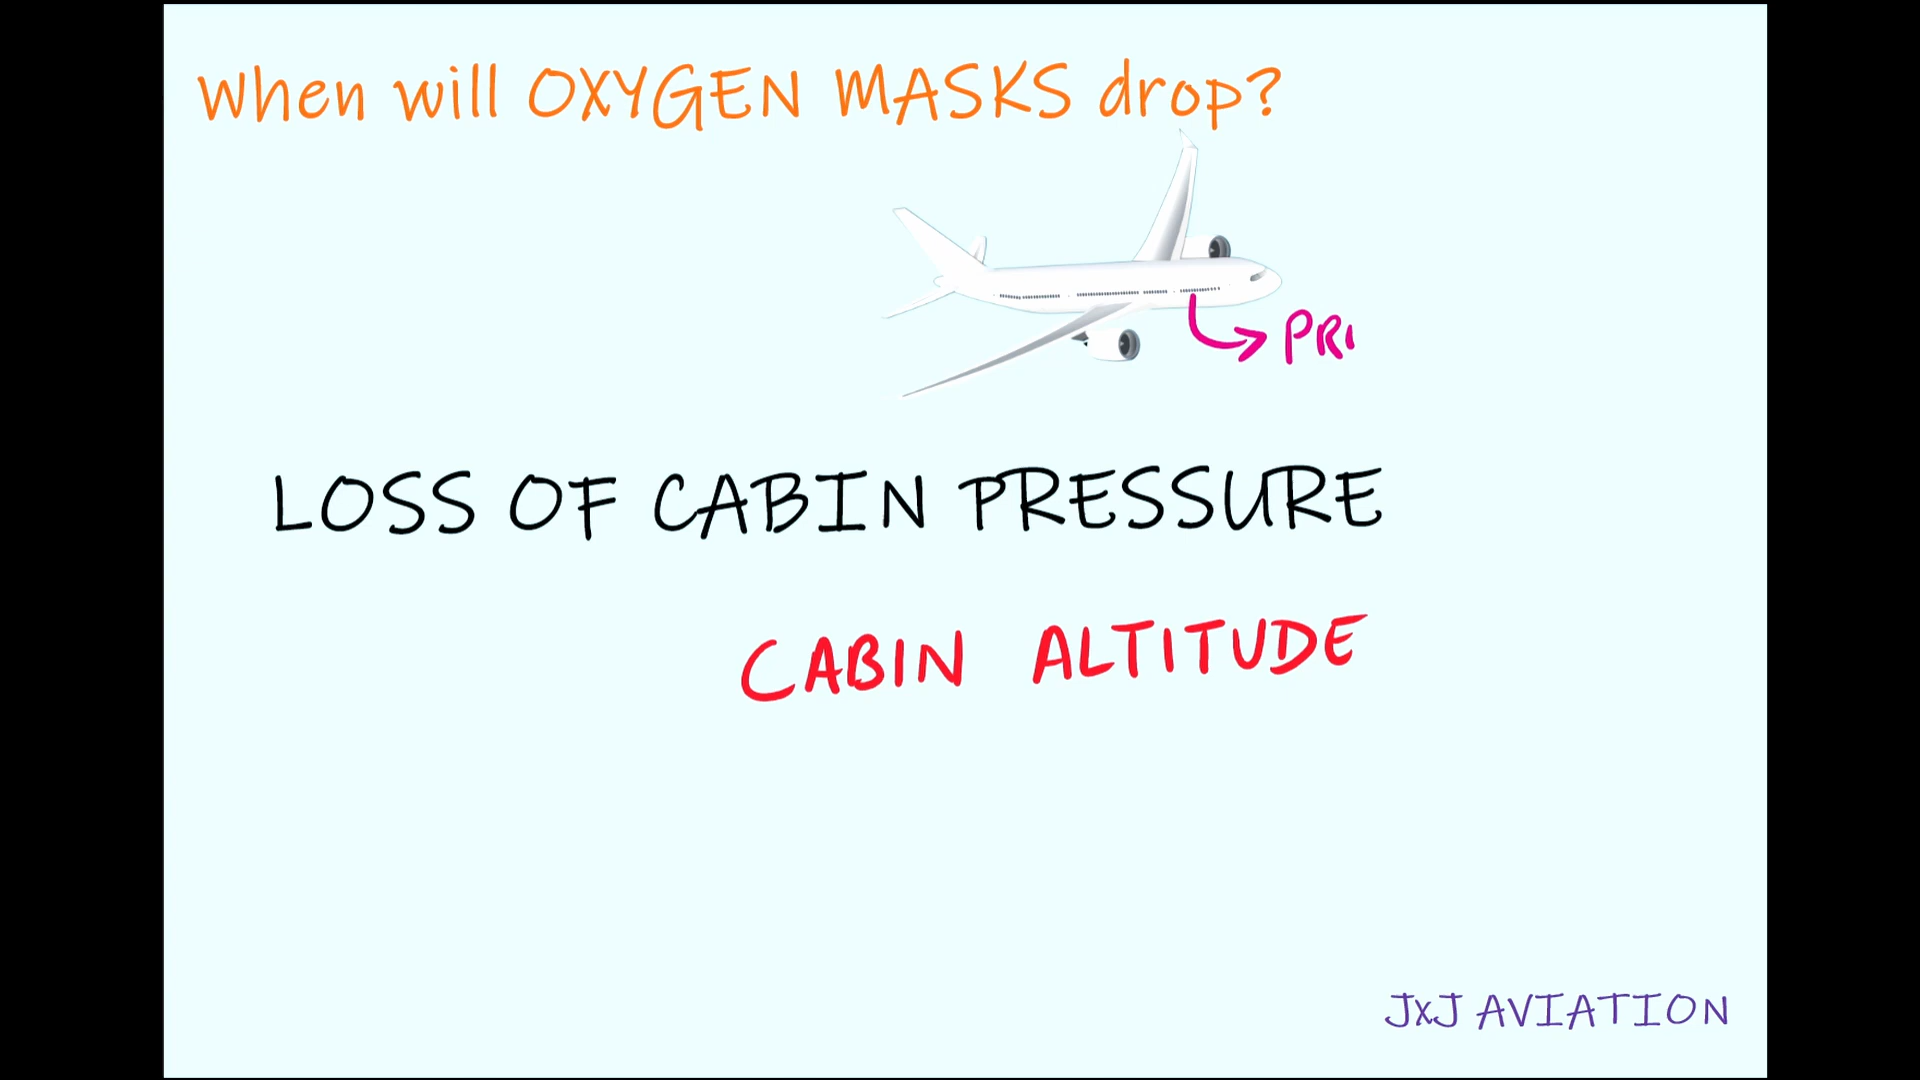 When will OXYGEN MASKS drop?
PRI
LOSS OF CABIN PRESSURE
CABIN ALTITUDE
JxJ AVIATION